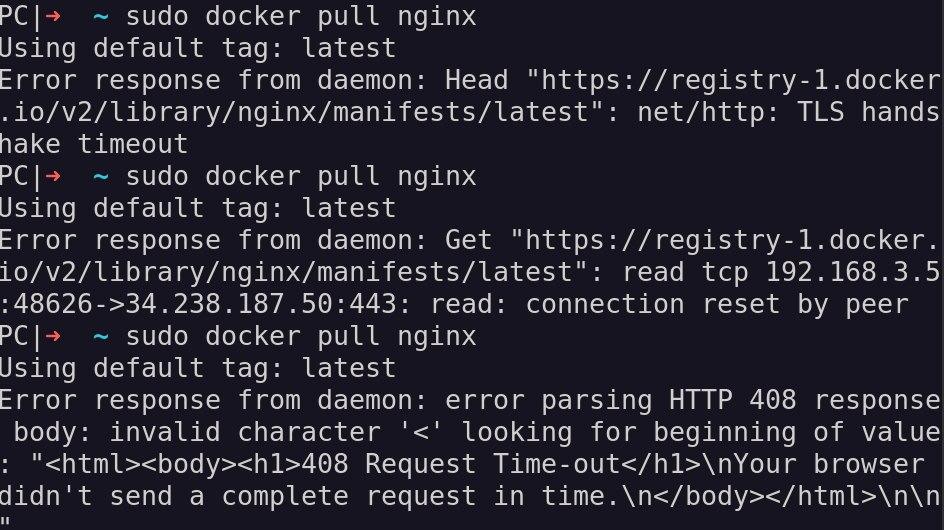 PC|➜  ~ sudo docker pull nginx
Using default tag: latest
Error response from daemon: Head "https://registry-1.docker
.io/v2/library/nginx/manifests/latest": net/http: TLS hands
hake timeout
PC|➜  ~ sudo docker pull nginx
Using default tag: latest
Error response from daemon: Get "https://registry-1.docker.
io/v2/library/nginx/manifests/latest": read tcp 192.168.3.5
:48626->34.238.187.50:443: read: connection reset by peer
PC|➜  ~ sudo docker pull nginx
Using default tag: latest
Error response from daemon: error parsing HTTP 408 response
 body: invalid character '<' looking for beginning of value
: "<html><body><h1>408 Request Time-out</h1>\nYour browser
didn't send a complete request in time.\n</body></html>\n\n
"